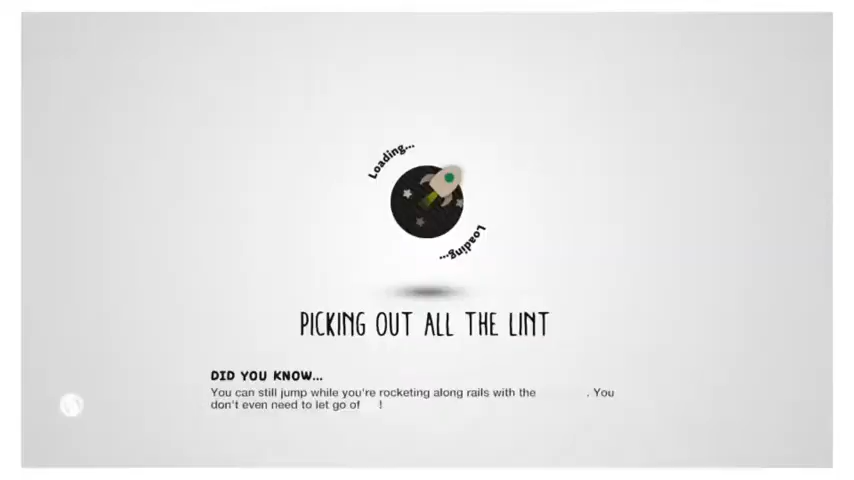 Loading...
Loading...
PICKING OUT ALL THE LINT
DID YOU KNOW...
You can still jump while you're rocketing along rails with the . You
don't even need to let go of !